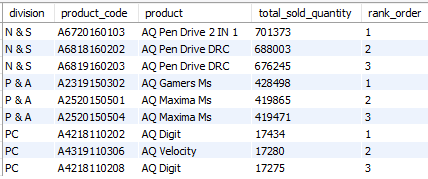 division product_code product total_sold_quantity rank_order
N & S A6720160103 AQ Pen Drive 2 IN 1 701373 1
N & S A6818160202 AQ Pen Drive DRC 688003 2
N & S A6819160203 AQ Pen Drive DRC 676245 3
P & A A2319150302 AQ Gamers Ms 428498 1
P & A A2520150501 AQ Maxima Ms 419865 2
P & A A2520150504 AQ Maxima Ms 419471 3
PC A4218110202 AQ Digit 17434 1
PC A4319110306 AQ Velocity 17280 2
PC A4218110208 AQ Digit 17275 3